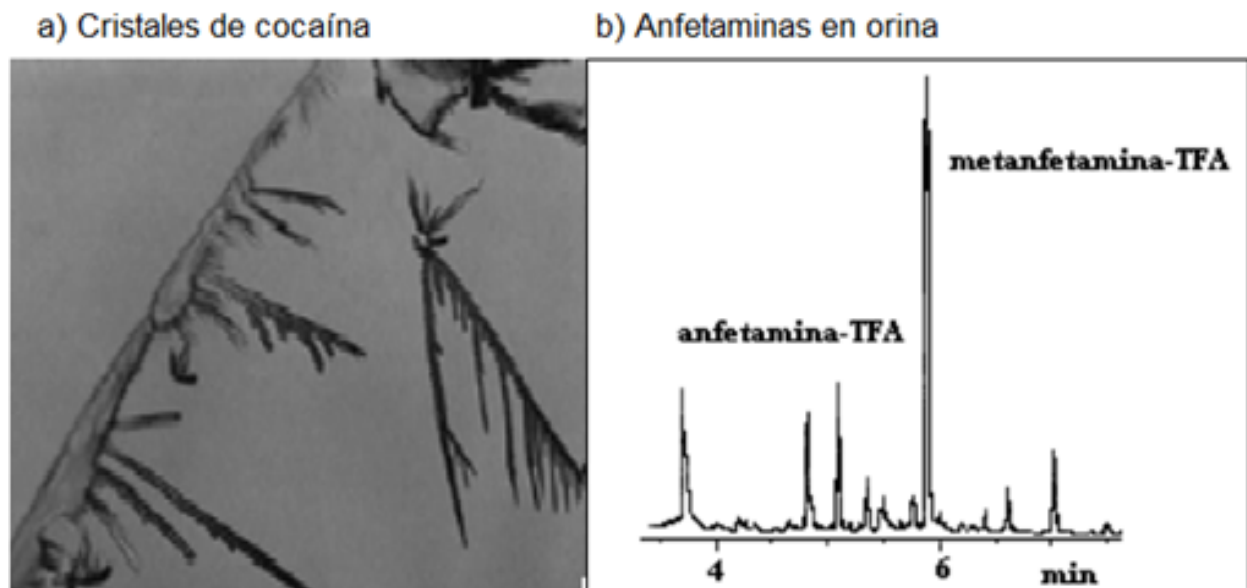 a) Cristales de cocaína
b) Anfetaminas en orina
metanfetamina-TFA
anfetamina-TFA
4
6
min